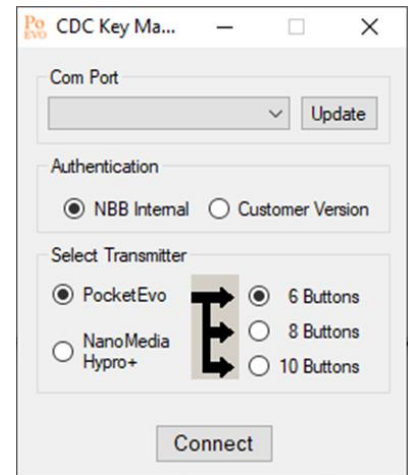 Po
EVO
CDC Key Ma...
Com Port
Update
Authentication
NBB Internal
Customer Version
Select Transmitter
PocketEvo
6 Buttons
8 Buttons
NanoMedia
Hypro+
10 Buttons
Connect